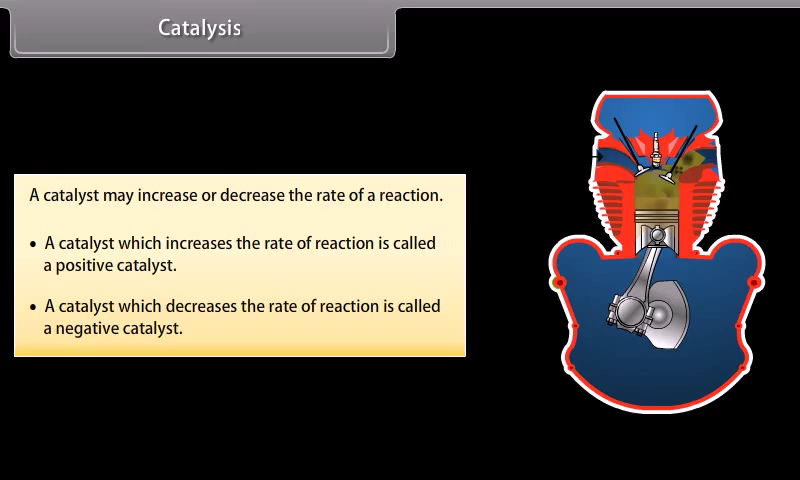 Catalysis
A catalyst may increase or decrease the rate of a reaction.
• A catalyst which increases the rate of reaction is called
a positive catalyst.
• A catalyst which decreases the rate of reaction is called
a negative catalyst.